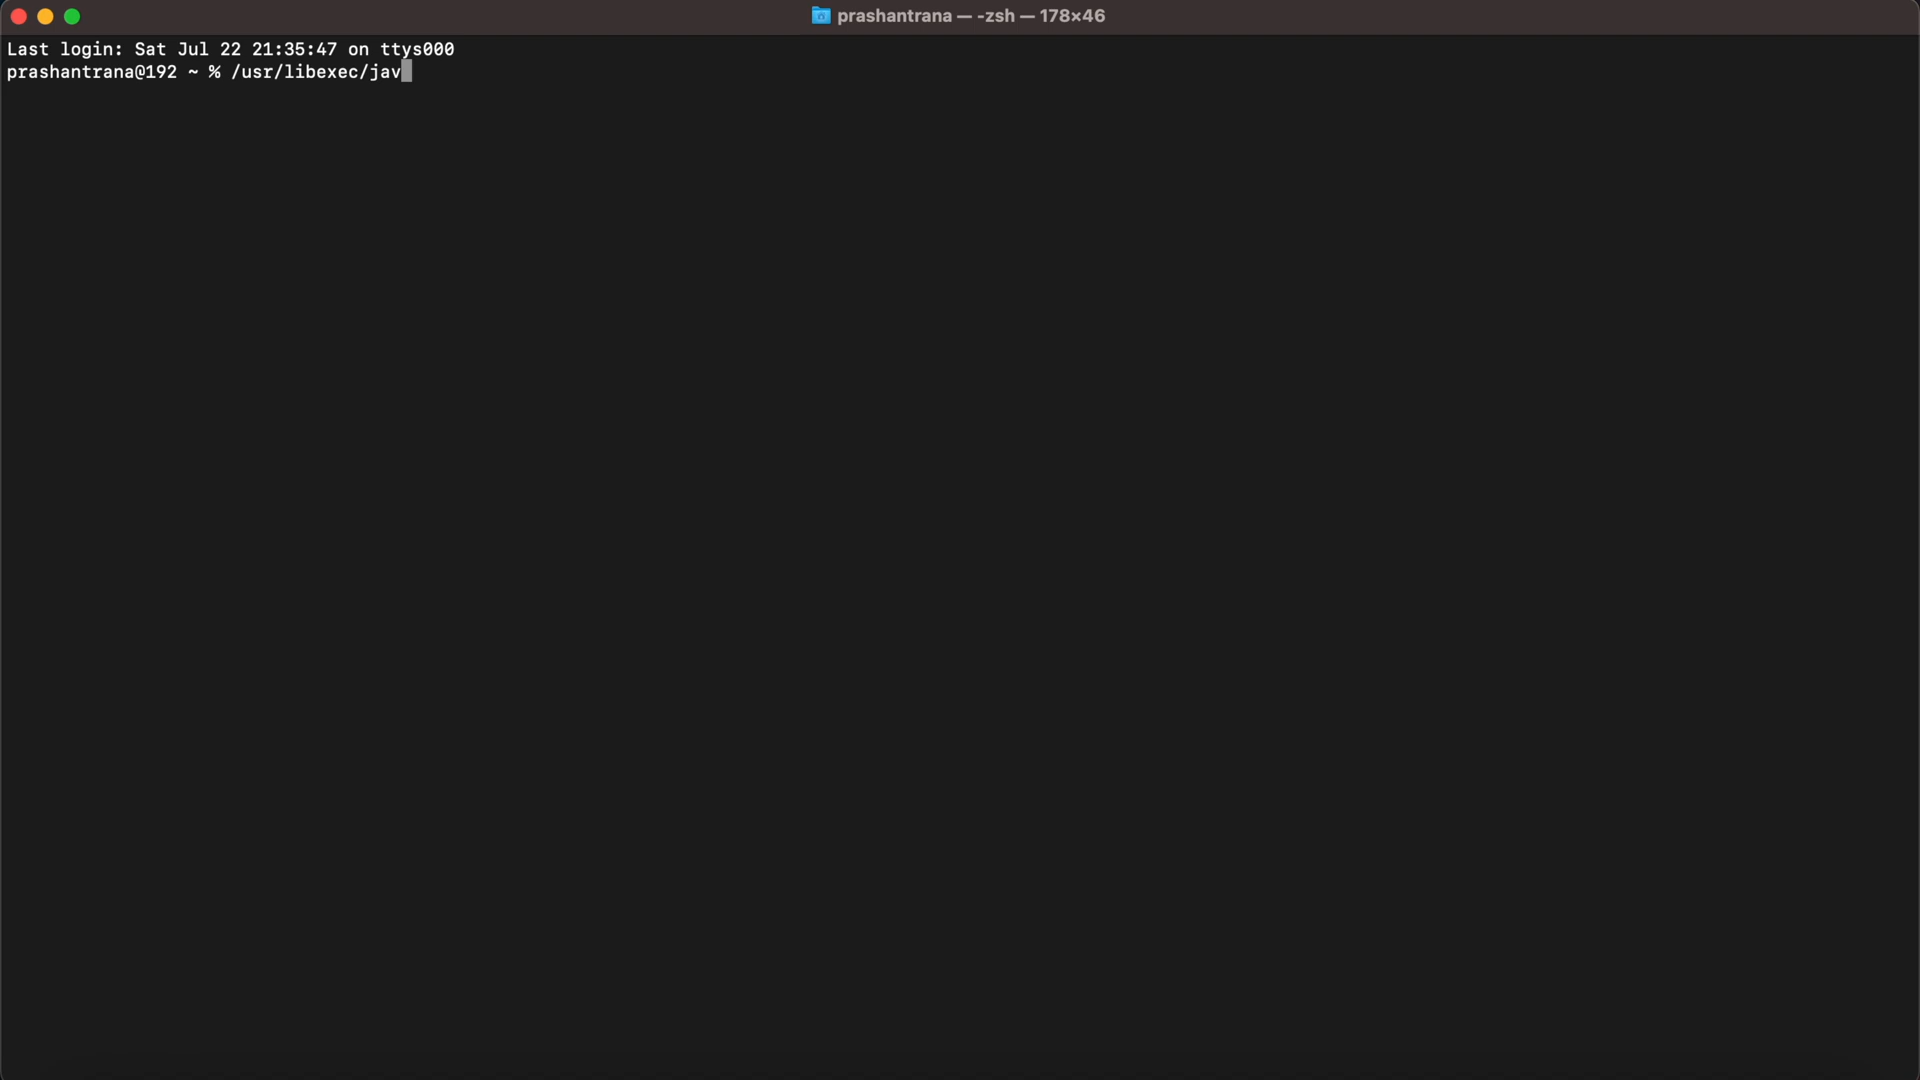 prashantrana — -zsh — 178×46
Last login: Sat Jul 22 21:35:47 on ttys000
prashantrana@192 ~ % /usr/libexec/jav